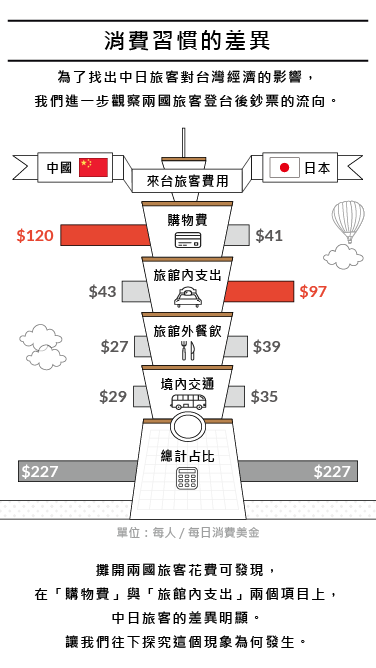 消費習慣的差異
為了找出中日旅客對台灣經濟的影響，
我們進一步觀察兩國旅客登台後鈔票的流向。
中國
日本
來台旅客費用
購物費
$120
$41
旅館內支出
$43
$97
旅館外餐飲
$27
$39
境內交通
$29
$35
總計占比
$227
$227
單位：每人 / 每日消費美金
攤開兩國旅客花費可發現，
在「購物費」與「旅館內支出」兩個項目上，
中日旅客的差異明顯。
讓我們往下探究這個現象為何發生。